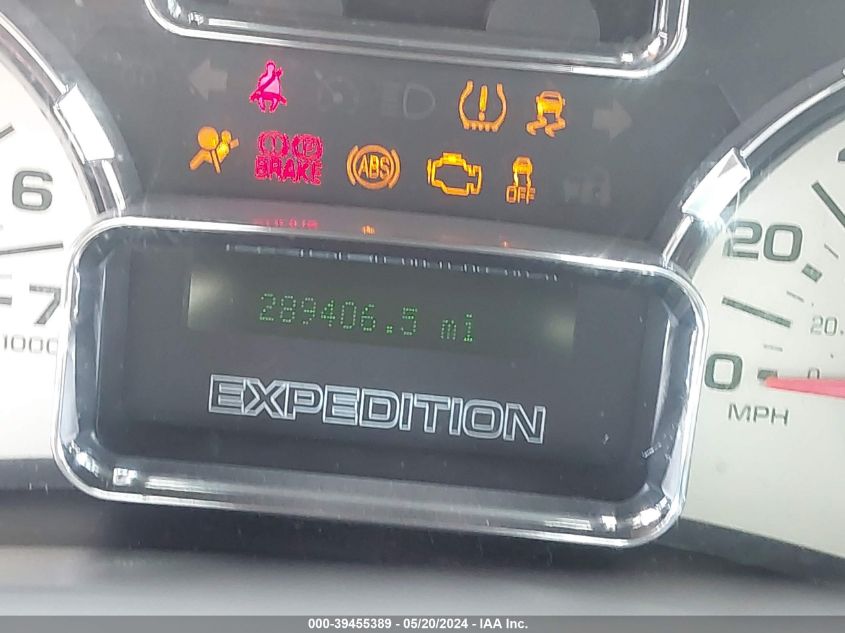 BRAKE
ABS
OFF
6
7
1000
289406.5 mi
EXPEDITION
20
20
0
0
MPH
000-39455389 - 05/20/2024 - IAA Inc.